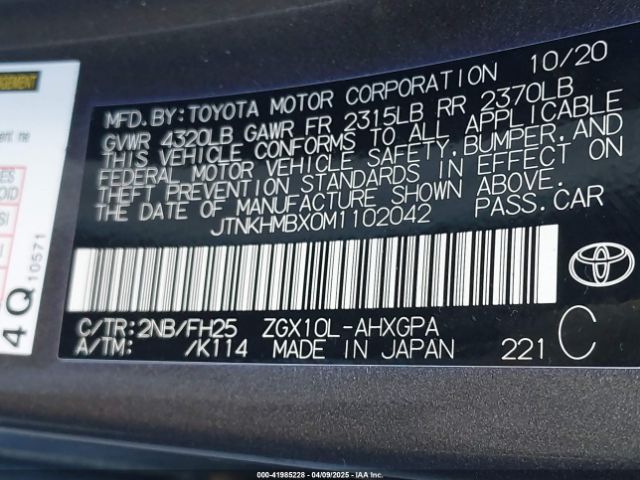 MFD.BY:TOYOTA MOTOR CORPORATION 10/20
GVWR 4320LB GAWR FR 2315LB RR 2370LB
THIS VEHICLE CONFORMS TO ALL APPLICABLE
FEDERAL MOTOR VEHICLE SAFETY,BUMPER,AND
THEFT PREVENTION STANDARDS IN EFFECT ON
THE DATE OF MANUFACTURE SHOWN ABOVE.
JTNKHMBX0M1102042 PASS.CAR
C/TR:2NB/FH25 ZGX10L-AHXGPA
A/TM: /K114 MADE IN JAPAN 221 C
TOYOTA
4Q
10571
000-41985228 - 04/09/2025 - IAA Inc.